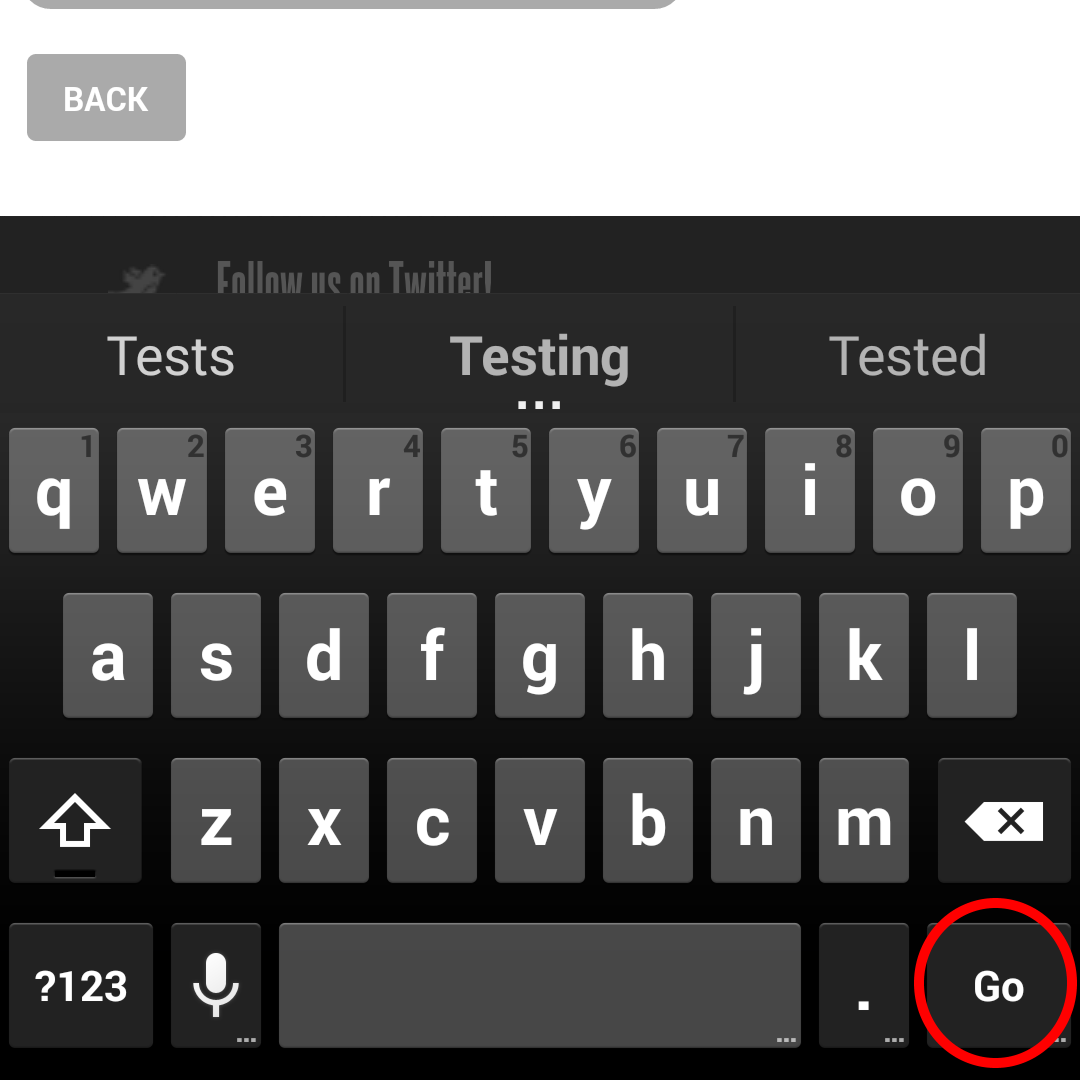 BACK
Follow us on Twitter!
Tests Testing Tested
...
1 2 3 4 5 6 7 8 9 0
q w e r t y u i o p
a s d f g h j k l
z x c v b n m
?123 . Go
... ... ... ...